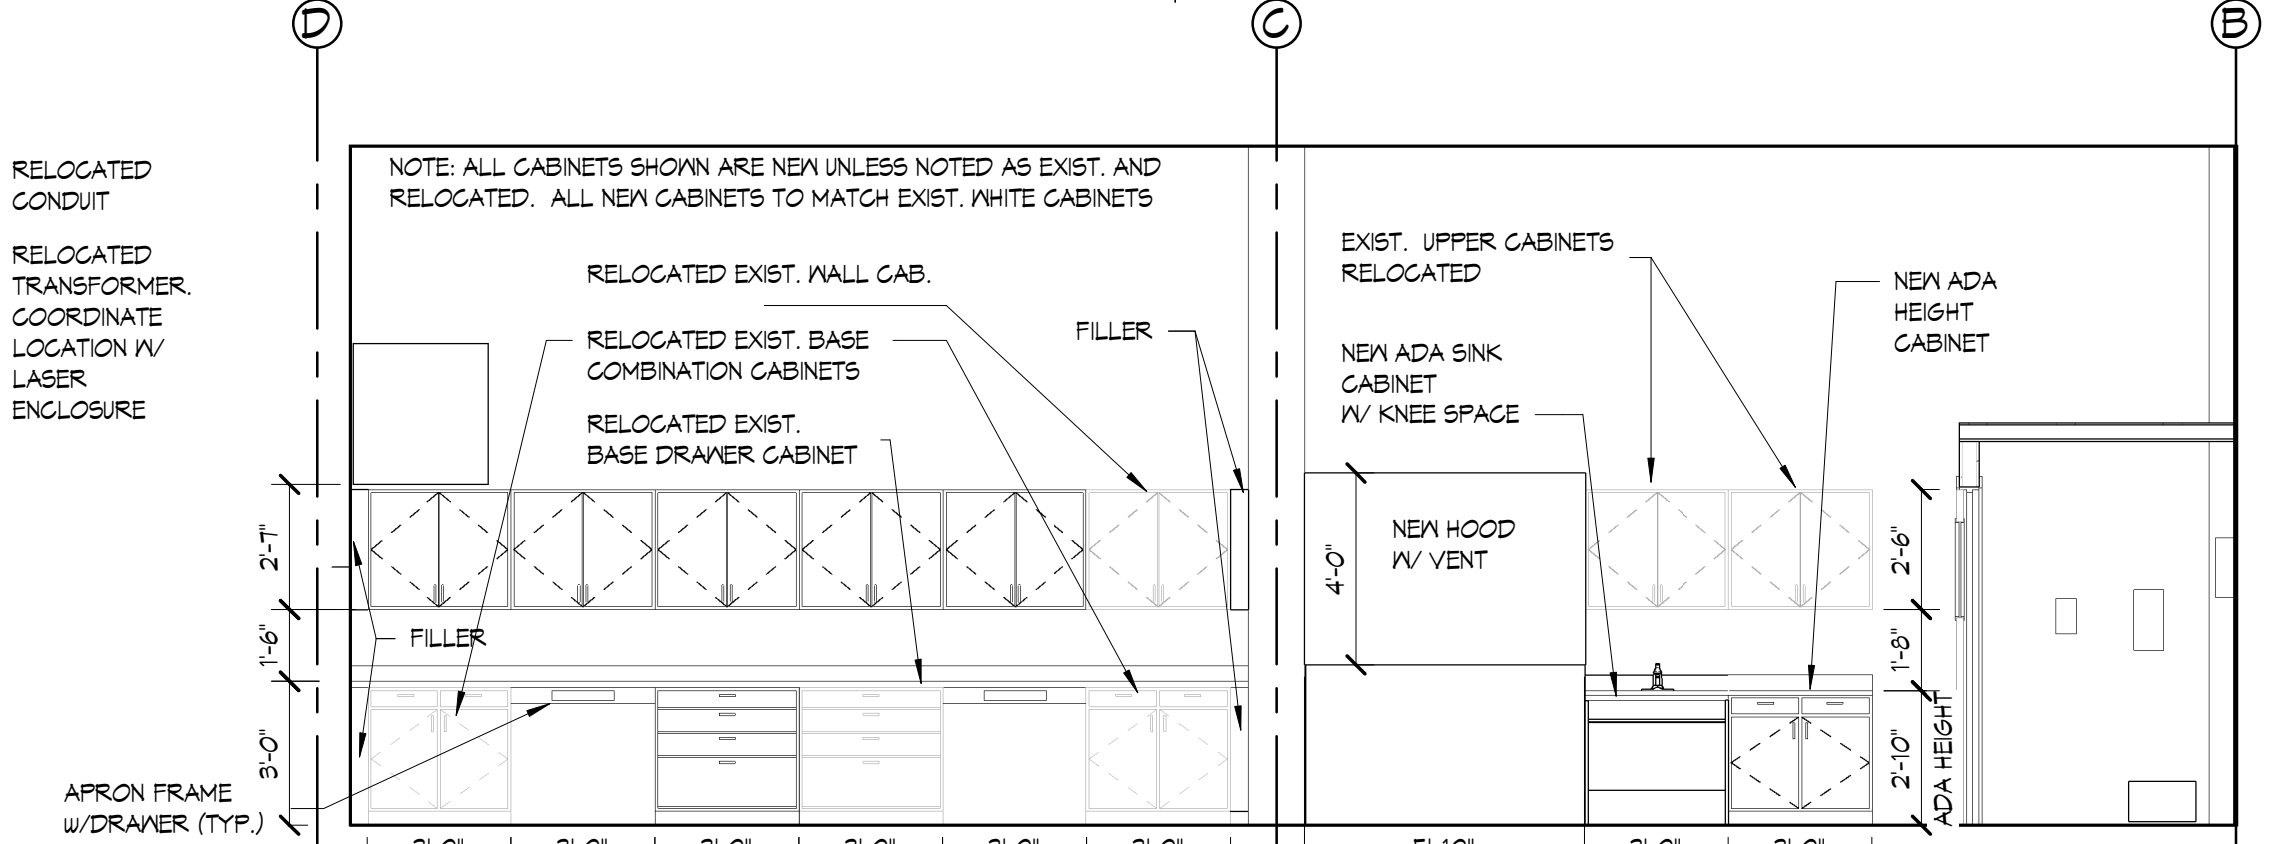 D
C
B
RELOCATED
CONDUIT
RELOCATED
TRANSFORMER.
COORDINATE
LOCATION W/
LASER
ENCLOSURE
NOTE: ALL CABINETS SHOWN ARE NEW UNLESS NOTED AS EXIST. AND
RELOCATED.  ALL NEW CABINETS TO MATCH EXIST. WHITE CABINETS
RELOCATED EXIST. WALL CAB.
RELOCATED EXIST. BASE
COMBINATION CABINETS
RELOCATED EXIST.
BASE DRAWER CABINET
FILLER
EXIST.  UPPER CABINETS
RELOCATED
NEW ADA SINK
CABINET
W/ KNEE SPACE
NEW ADA
HEIGHT
CABINET
NEW HOOD
W/ VENT
4'-0"
2'-7"
1'-6"
3'-0"
FILLER
APRON FRAME
W/DRAWER (TYP.)
2'-6"
1'-8"
2'-10"
ADA HEIGHT